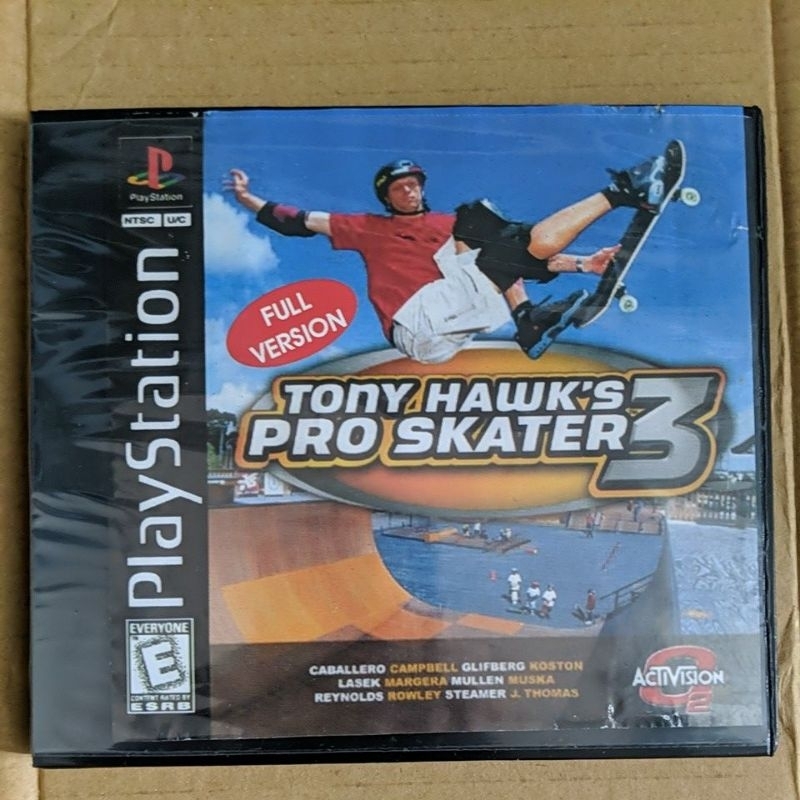 PlayStation
NTSC U/C
PlayStation
FULL
VERSION
TONY HAWK'S
PRO SKATER 3
EVERYONE
E
CONTENT RATED BY
ESRB
CABALLERO CAMPBELL GLIFBERG KOSTON
LASEK MARGERA MULLEN MUSKA
REYNOLDS ROWLEY STEAMER J. THOMAS
ACTIVISION
O2